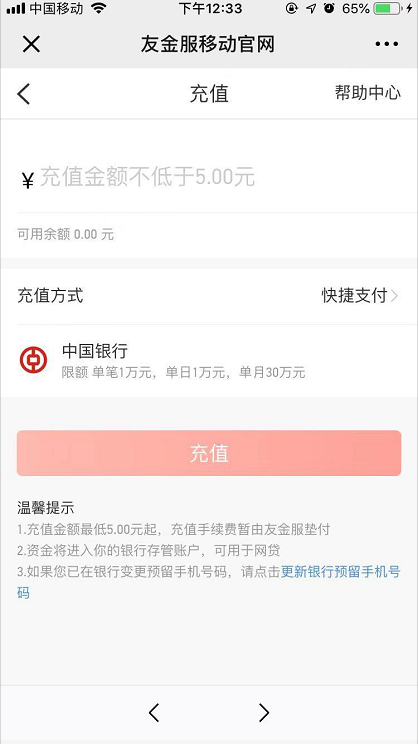 中国移动 下午12:33 65%
友金服移动官网
充值 帮助中心
¥ 充值金额不低于5.00元
可用余额 0.00 元
充值方式 快捷支付
中国银行
限额 单笔1万元，单日1万元，单月30万元
充值
温馨提示
1.充值金额最低5.00元起，充值手续费暂由友金服垫付
2.资金将进入你的银行存管账户，可用于网贷
3.如果您已在银行变更预留手机号码，请点击更新银行预留手机号
码